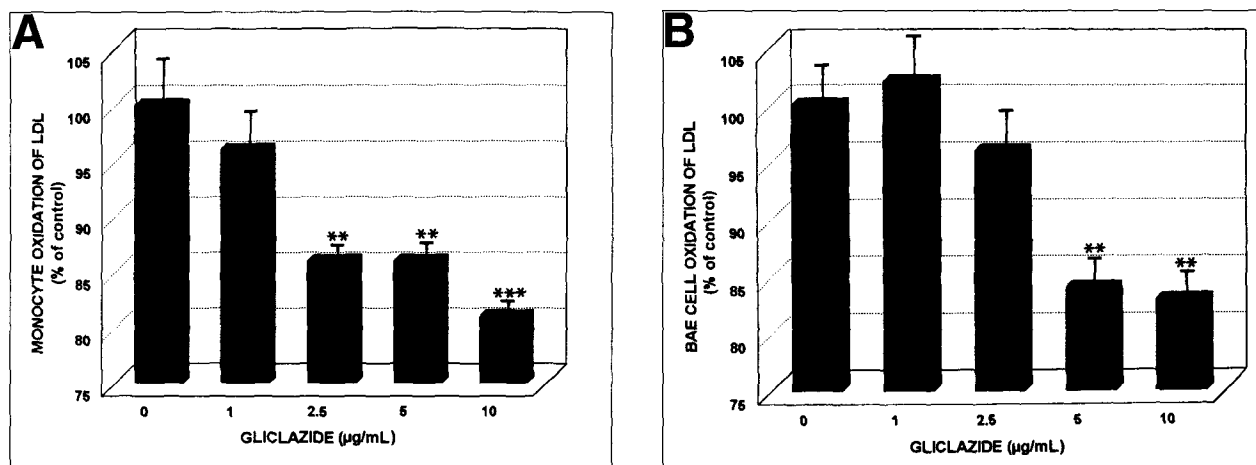 A
MONOCYTE OXIDATION OF LDL
(% of control)
105
100
95
90
85
80
75
**
**
***
0 1 2.5 5 10
GLICLAZIDE (µg/mL)
B
BAE CELL OXIDATION OF LDL
(% of control)
105
100
95
90
85
80
75
**
**
0 1 2.5 5 10
GLICLAZIDE (µg/mL)